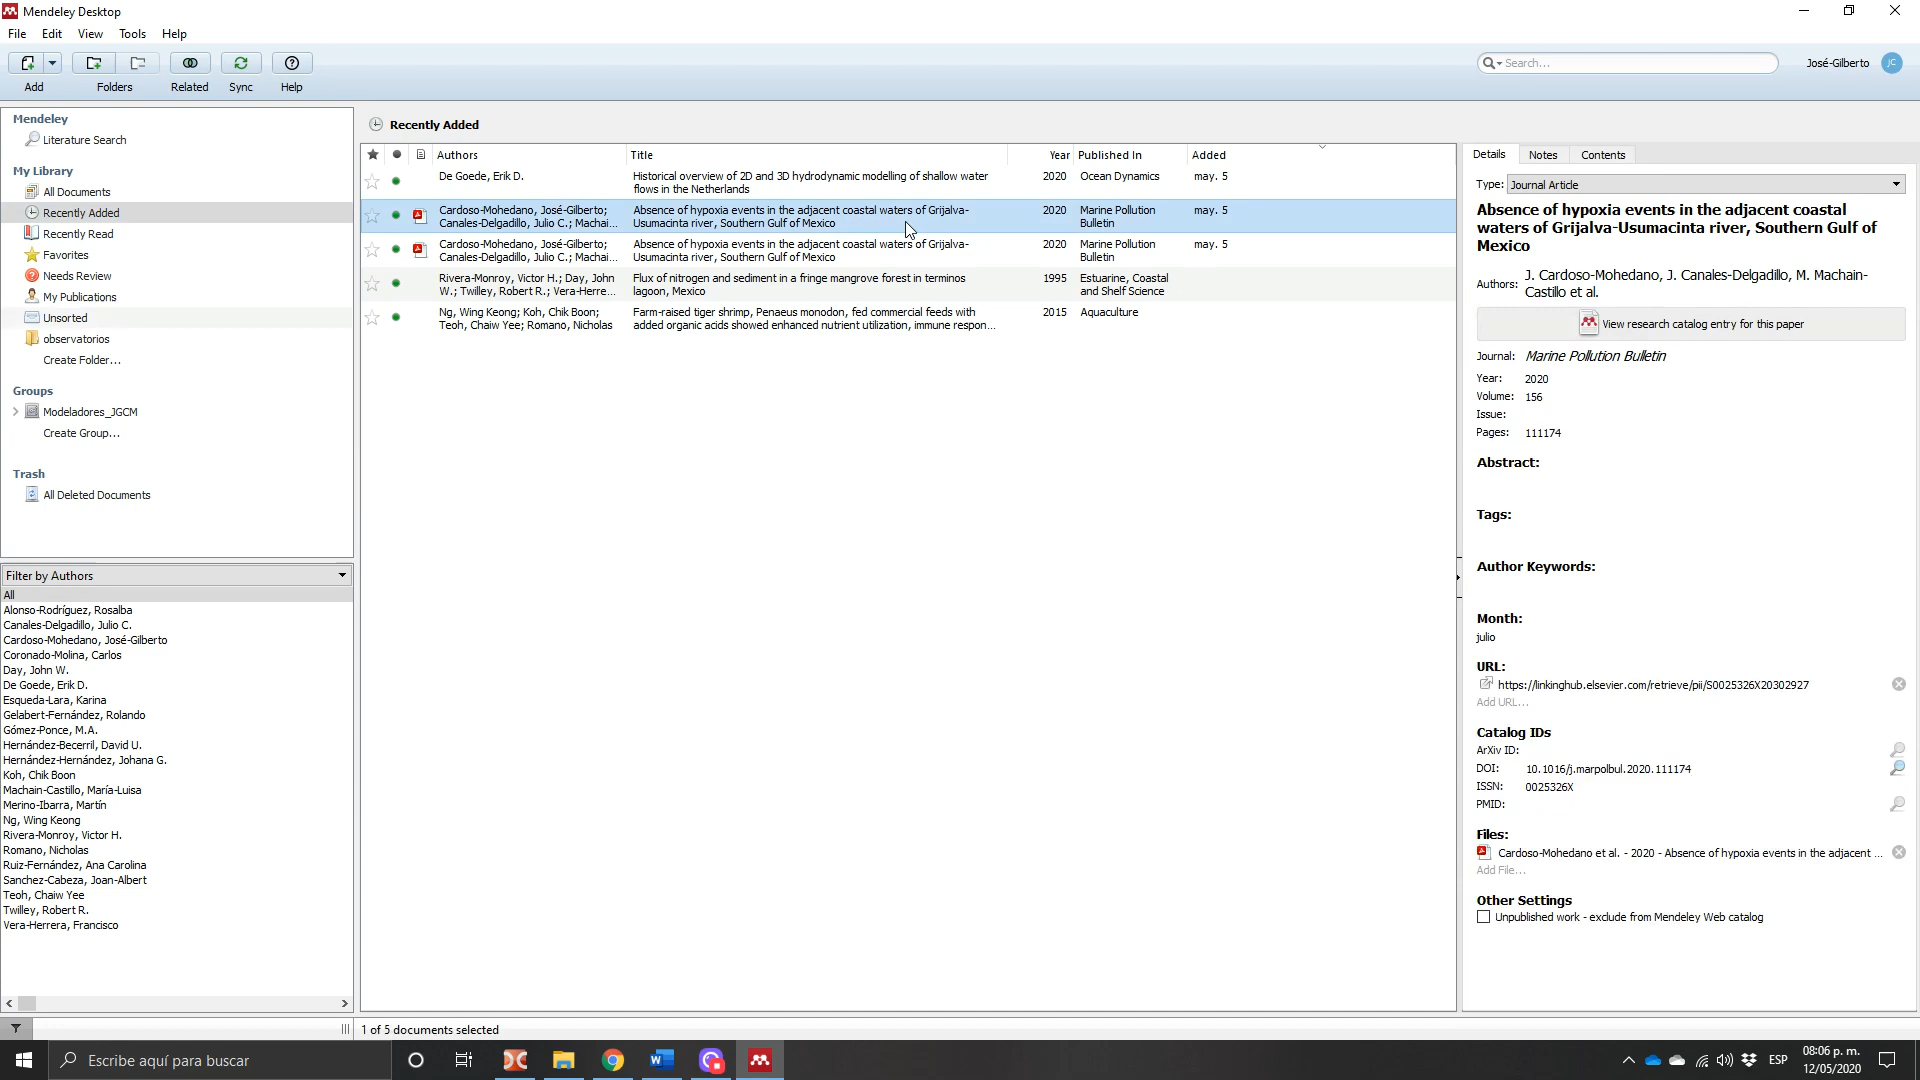 Mendeley Desktop
File Edit View Tools Help
Add Folders Related Sync Help
Search...
José-Gilberto JC
Mendeley
Literature Search
My Library
All Documents
Recently Added
Recently Read
Favorites
Needs Review
My Publications
Unsorted
observatorios
Create Folder...
Groups
Modeladores_JGCM
Create Group...
Trash
All Deleted Documents
Filter by Authors
All
Alonso-Rodríguez, Rosalba
Canales-Delgadillo, Julio C.
Cardoso-Mohedano, José-Gilberto
Coronado-Molina, Carlos
Day, John W.
De Goede, Erik D.
Esqueda-Lara, Karina
Gelabert-Fernández, Rolando
Gómez-Ponce, M.A.
Hernández-Becerril, David U.
Hernández-Hernández, Johana G.
Koh, Chik Boon
Machain-Castillo, María-Luisa
Merino-Ibarra, Martín
Ng, Wing Keong
Rivera-Monroy, Victor H.
Romano, Nicholas
Ruiz-Fernández, Ana Carolina
Sanchez-Cabeza, Joan-Albert
Teoh, Chaiw Yee
Twilley, Robert R.
Vera-Herrera, Francisco
Recently Added
Authors Title Year Published In Added
De Goede, Erik D. Historical overview of 2D and 3D hydrodynamic modelling of shallow water 2020 Ocean Dynamics may. 5
flows in the Netherlands
Cardoso-Mohedano, José-Gilberto; Absence of hypoxia events in the adjacent coastal waters of Grijalva- 2020 Marine Pollution may. 5
Canales-Delgadillo, Julio C.; Machai... Usumacinta river, Southern Gulf of Mexico Bulletin
Cardoso-Mohedano, José-Gilberto; Absence of hypoxia events in the adjacent coastal waters of Grijalva- 2020 Marine Pollution may. 5
Canales-Delgadillo, Julio C.; Machai... Usumacinta river, Southern Gulf of Mexico Bulletin
Rivera-Monroy, Victor H.; Day, John Flux of nitrogen and sediment in a fringe mangrove forest in terminos 1995 Estuarine, Coastal
W.; Twilley, Robert R.; Vera-Herre... lagoon, Mexico and Shelf Science
Ng, Wing Keong; Koh, Chik Boon; Farm-raised tiger shrimp, Penaeus monodon, fed commercial feeds with 2015 Aquaculture
Teoh, Chaiw Yee; Romano, Nicholas added organic acids showed enhanced nutrient utilization, immune respon...
Details Notes Contents
Type: Journal Article
Absence of hypoxia events in the adjacent coastal
waters of Grijalva-Usumacinta river, Southern Gulf of
Mexico
Authors: J. Cardoso-Mohedano, J. Canales-Delgadillo, M. Machain-
Castillo et al.
View research catalog entry for this paper
Journal: Marine Pollution Bulletin
Year: 2020
Volume: 156
Issue:
Pages: 111174
Abstract:
Tags:
Author Keywords:
Month:
julio
URL:
https://linkinghub.elsevier.com/retrieve/pii/S0025326X20302927
Add URL...
Catalog IDs
ArXiv ID:
DOI: 10.1016/j.marpolbul.2020.111174
ISSN: 0025326X
PMID:
Files:
Cardoso-Mohedano et al. - 2020 - Absence of hypoxia events in the adjacent ...
Add File...
Other Settings
Unpublished work - exclude from Mendeley Web catalog
1 of 5 documents selected
Escribe aquí para buscar
ESP
08:06 p. m.
12/05/2020